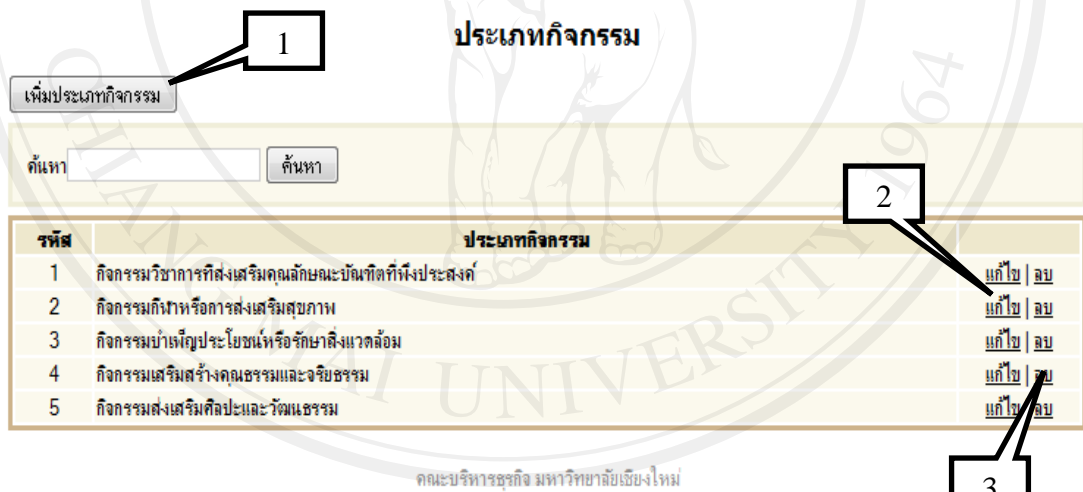 1
ประเภทกิจกรรม
เพิ่มประเภทกิจกรรม
ค้นหา ค้นหา
2
รหัส ประเภทกิจกรรม
1 กิจกรรมวิชาการที่ส่งเสริมคุณลักษณะบัณฑิตที่พึงประสงค์ แก้ไข | ลบ
2 กิจกรรมกีฬาหรือการส่งเสริมสุขภาพ แก้ไข | ลบ
3 กิจกรรมบำเพ็ญประโยชน์หรือรักษาสิ่งแวดล้อม แก้ไข | ลบ
4 กิจกรรมเสริมสร้างคุณธรรมและจริยธรรม แก้ไข | ลบ
5 กิจกรรมส่งเสริมศิลปะและวัฒนธรรม แก้ไข | ลบ
คณะบริหารธุรกิจ มหาวิทยาลัยเชียงใหม่
3
CHIANG MAI UNIVERSITY 1964